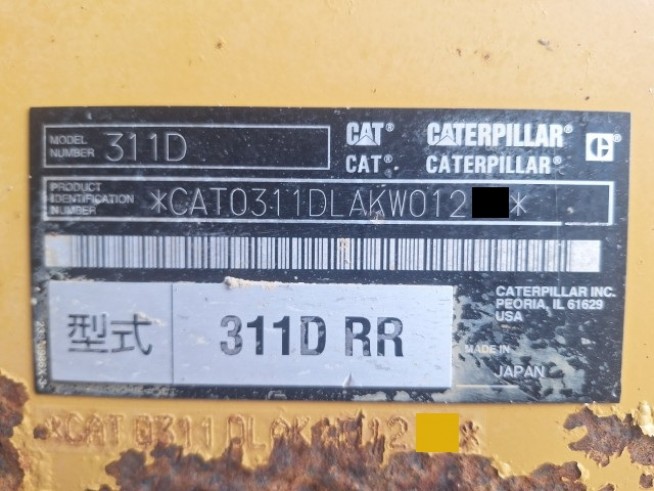 MODEL NUMBER 311D
CAT® CATERPILLAR® C
CAT® CATERPILLAR®
PRODUCT IDENTIFICATION NUMBER *CAT0311DLAKW012 *
CATERPILLAR INC.
PEORIA, IL 61629
USA
型式 311D RR
MADE IN
JAPAN
*CAT0311DLAKW012 *